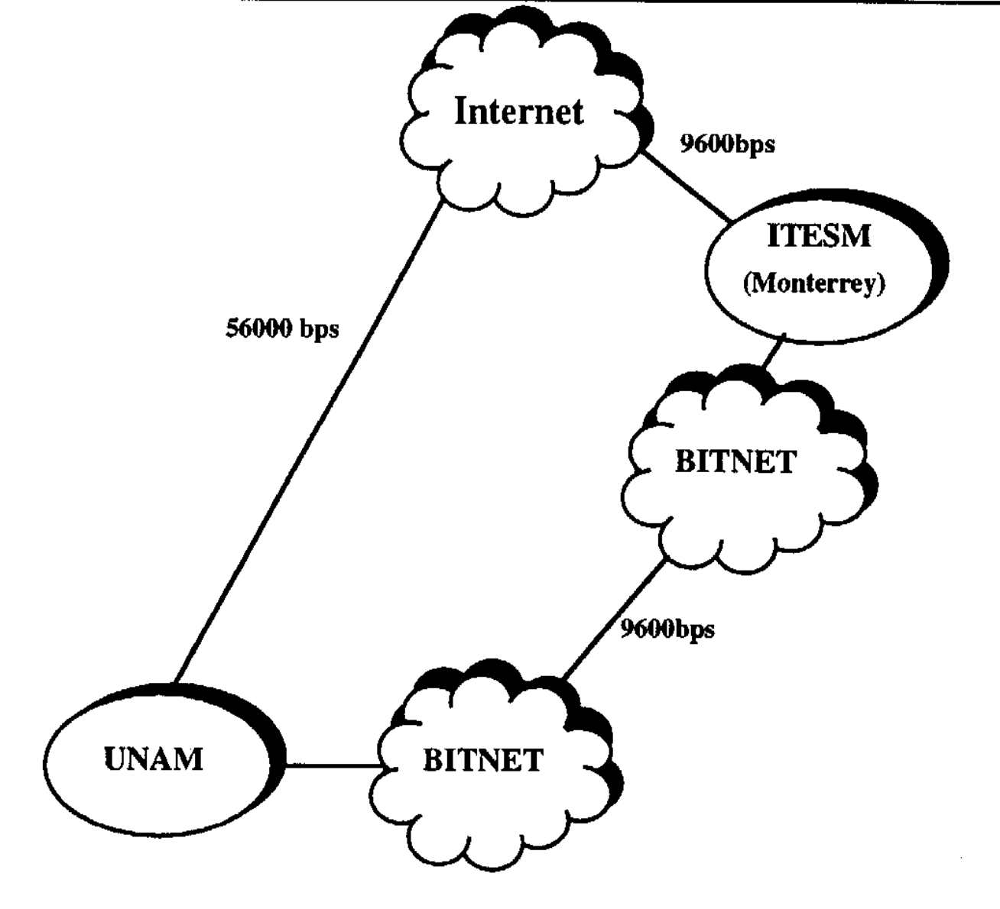 Internet
9600bps
ITESM
(Monterrey)
56000 bps
BITNET
9600bps
UNAM
BITNET